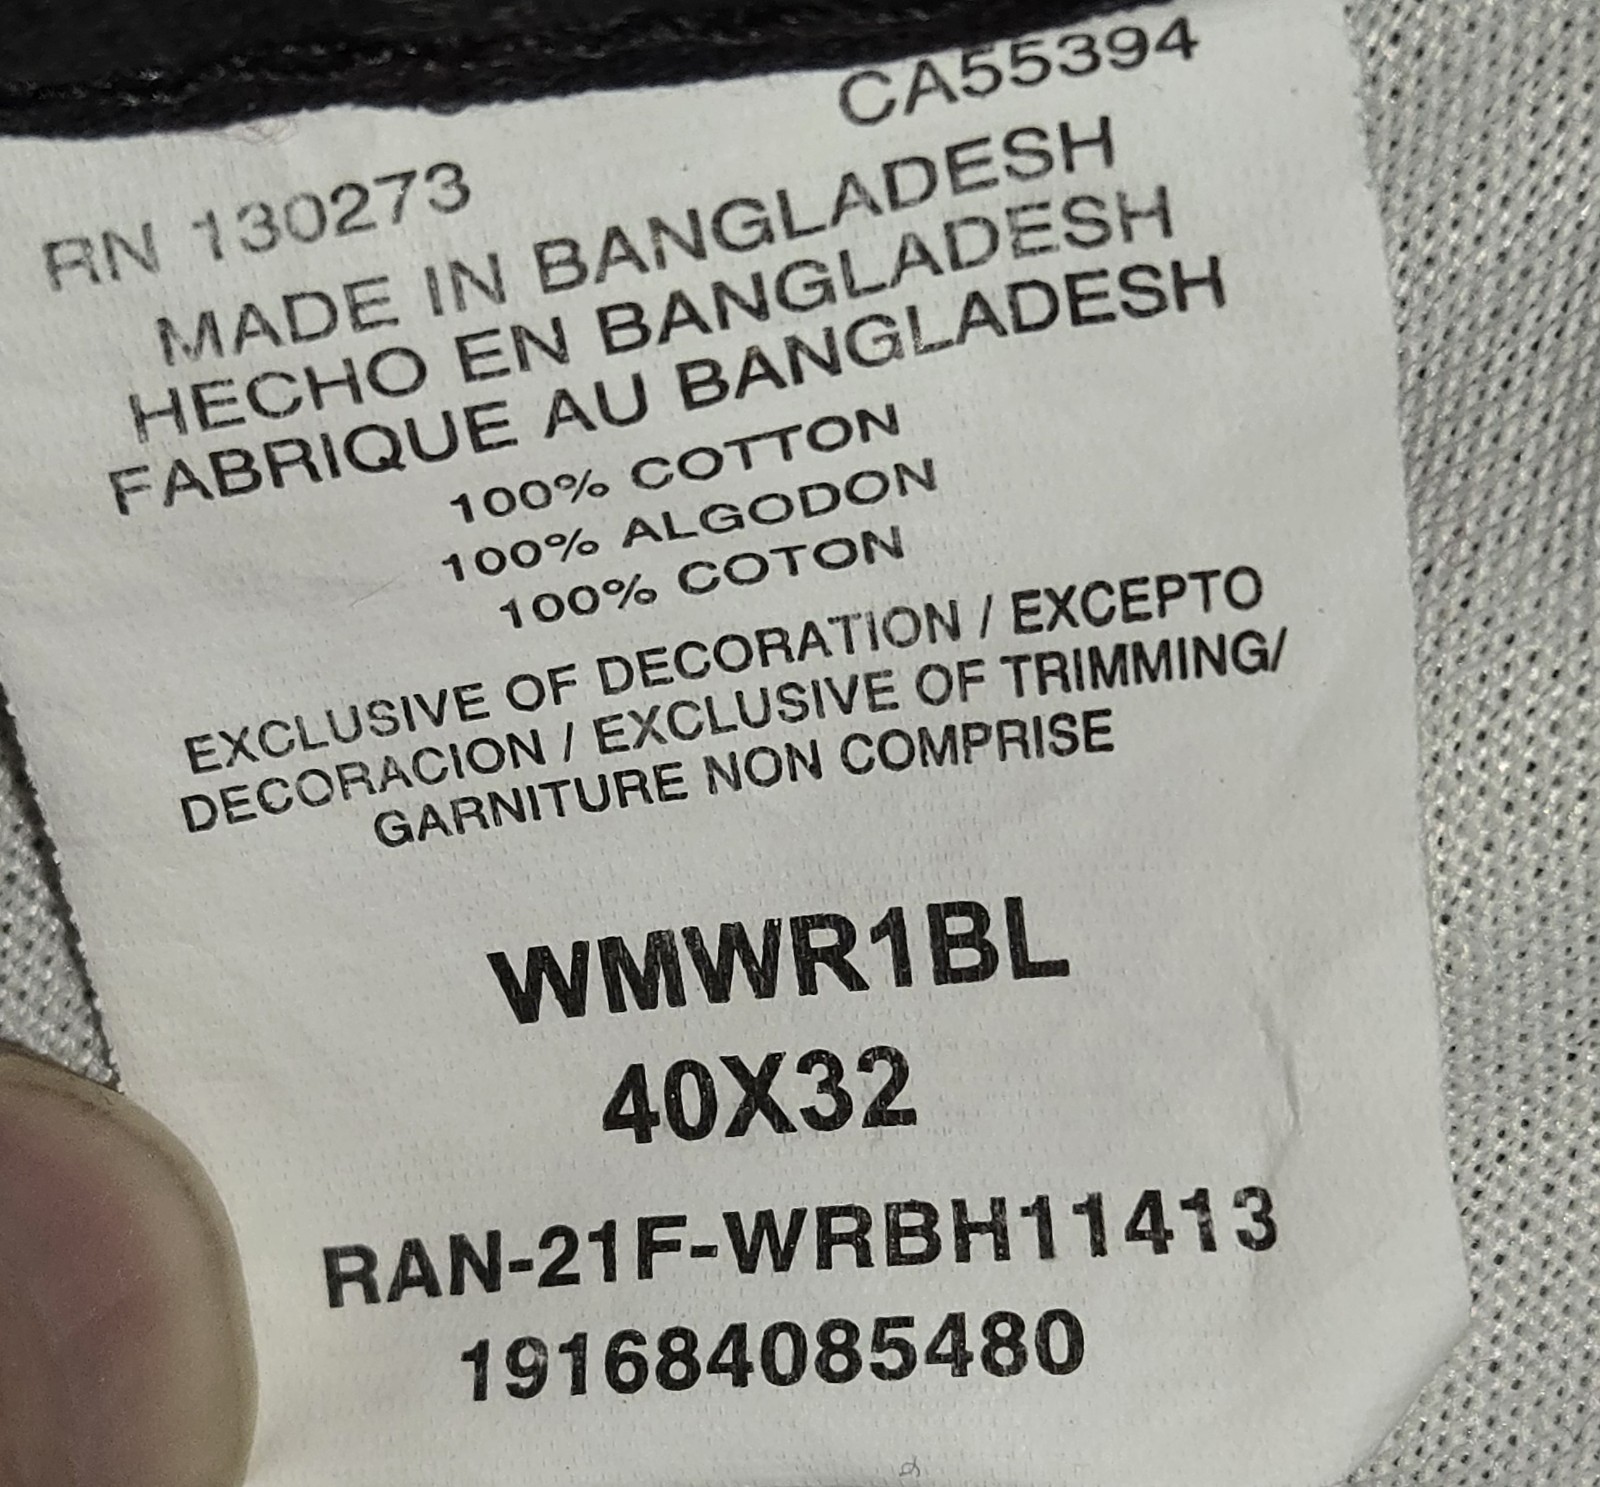 CA55394
RN 130273
MADE IN BANGLADESH
HECHO EN BANGLADESH
FABRIQUE AU BANGLADESH
100% COTTON
100% ALGODON
100% COTON
EXCLUSIVE OF DECORATION / EXCEPTO
DECORACION / EXCLUSIVE OF TRIMMING/
GARNITURE NON COMPRISE
WMWR1BL
40X32
RAN-21F-WRBH11413
191684085480